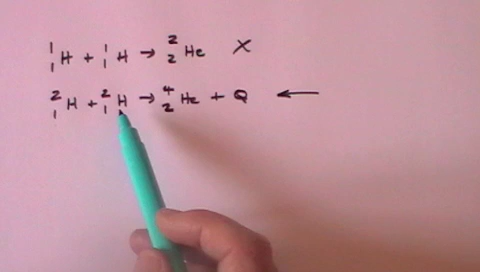 ¹₁H + ¹₁H → ²₂He X
²₁H + ²₁H → ⁴₂He + Q ←